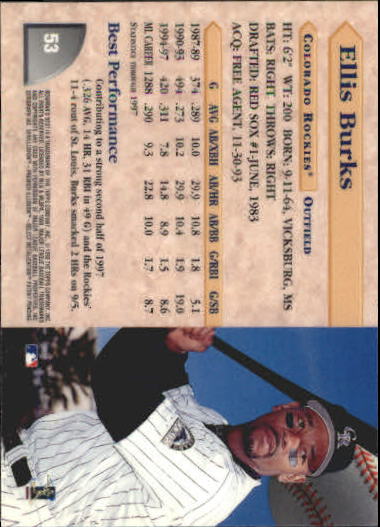 53
Ellis Burks
COLORADO ROCKIES® OUTFIELD
HT: 6'2" WT: 200 BORN: 9-11-64, VICKSBURG, MS
BATS: RIGHT THROWS: RIGHT
DRAFTED: RED SOX #1-JUNE, 1983
ACQ: FREE AGENT, 11-30-93
G AVG AB/XBH AB/HR AB/BB G/RBI G/SB
1987-89 374 .289 10.0 29.9 10.8 1.8 5.1
1990-93 494 .273 10.2 29.9 10.4 1.9 19.0
1994-97 420 .311 7.8 14.8 8.9 1.5 8.6
ML CAREER 1288 .290 9.3 22.8 10.0 1.7 8.7
STATISTICS THROUGH 1997
Best Performance
Contributing to a strong second half of 1997
(.326 AVG, 14 HR, 31 RBI in 49 G) and the Rockies'
11-4 rout of St. Louis, Burks smacked 2 HRs on 9/5.
CR